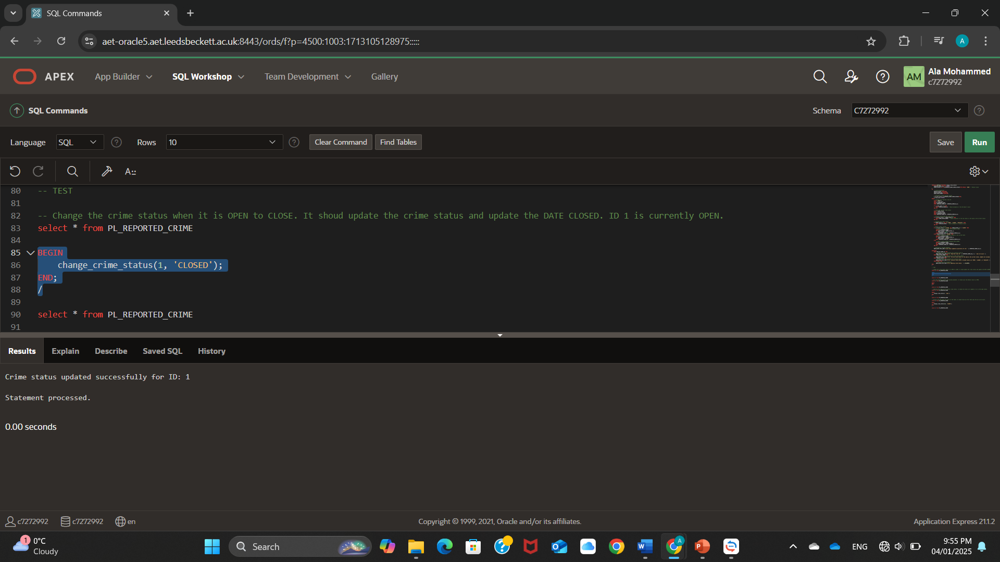 SQL Commands
aet-oracle5.aet.leedsbeckett.ac.uk:8443/ords/f?p=4500:1003:1713105128975:::::
A
APEX
App Builder
SQL Workshop
Team Development
Gallery
AM
Ala Mohammed
c7272992
SQL Commands
Schema
C7272992
Language
SQL
Rows
10
Clear Command
Find Tables
Save
Run
A::
80 -- TEST
81
82 -- Change the crime status when it is OPEN to CLOSE. It shoud update the crime status and update the DATE CLOSED. ID 1 is currently OPEN.
83 select * from PL_REPORTED_CRIME
84
85 BEGIN
86 change_crime_status(1, 'CLOSED');
87 END;
88 /
89
90 select * from PL_REPORTED_CRIME
91
Results
Explain
Describe
Saved SQL
History
Crime status updated successfully for ID: 1
Statement processed.
0.00 seconds
c7272992
c7272992
en
Copyright © 1999, 2021, Oracle and/or its affiliates.
Application Express 21.1.2
1
0°C
Cloudy
Search
A
ENG
9:55 PM
04/01/2025